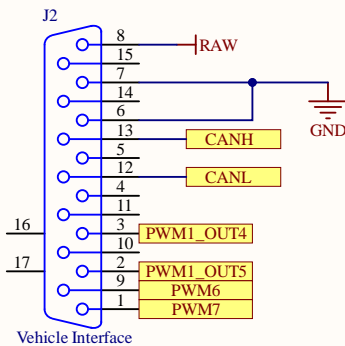 J2
8 RAW
15
7
14
6 GND
13 CANH
5
12 CANL
4
11
16 3 PWM1_OUT4
10
17 2 PWM1_OUT5
9 PWM6
1 PWM7
Vehicle Interface